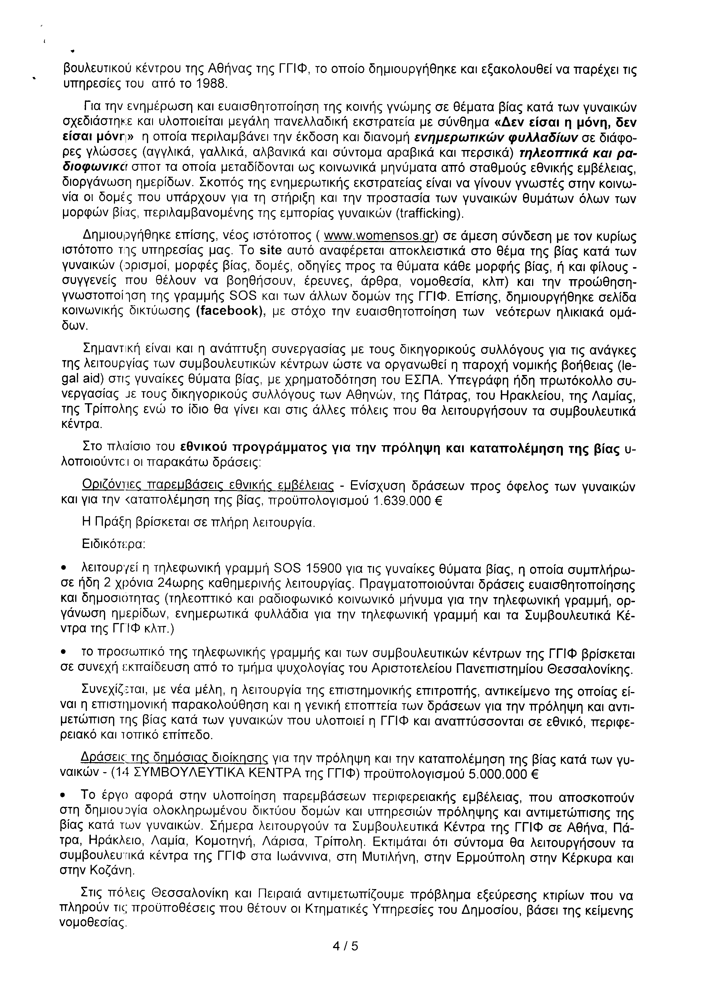 βουλευτικού κέντρου της Αθήνας της ΓΓΙΦ, το οποίο δημιουργήθηκε και εξακολουθεί να παρέχει τις
υπηρεσίες του από το 1988.
Για την ενημέρωση και ευαισθητοποίηση της κοινής γνώμης σε θέματα βίας κατά των γυναικών
σχεδιάστηκε και υλοποιείται μεγάλη πανελλαδική εκστρατεία με σύνθημα «Δεν είσαι η μόνη, δεν
είσαι μόνη» η οποία περιλαμβάνει την έκδοση και διανομή ενημερωτικών φυλλαδίων σε διάφο-
ρες γλώσσες (αγγλικά, γαλλικά, αλβανικά και σύντομα αραβικά και περσικά) τηλεοπτικά και ρα-
διοφωνικά σποτ τα οποία μεταδίδονται ως κοινωνικά μηνύματα από σταθμούς εθνικής εμβέλειας,
διοργάνωση ημερίδων. Σκοπός της ενημερωτικής εκστρατείας είναι να γίνουν γνωστές στην κοινω-
νία οι δομές που υπάρχουν για τη στήριξη και την προστασία των γυναικών θυμάτων όλων των
μορφών βίας, περιλαμβανομένης της εμπορίας γυναικών (trafficking).
Δημιουργήθηκε επίσης, νέος ιστότοπος ( www.womensos.gr) σε άμεση σύνδεση με τον κυρίως
ιστότοπο της υπηρεσίας μας. Το site αυτό αναφέρεται αποκλειστικά στο θέμα της βίας κατά των
γυναικών (ορισμοί, μορφές βίας, δομές, οδηγίες προς τα θύματα κάθε μορφής βίας, ή και φίλους -
συγγενείς που θέλουν να βοηθήσουν, έρευνες, άρθρα, νομοθεσία, κλπ) και την προώθηση-
γνωστοποίηση της γραμμής SOS και των άλλων δομών της ΓΓΙΦ. Επίσης, δημιουργήθηκε σελίδα
κοινωνικής δικτύωσης (facebook), με στόχο την ευαισθητοποίηση των νεότερων ηλικιακά ομά-
δων.
Σημαντική είναι και η ανάπτυξη συνεργασίας με τους δικηγορικούς συλλόγους για τις ανάγκες
της λειτουργίας των συμβουλευτικών κέντρων ώστε να οργανωθεί η παροχή νομικής βοήθειας (le-
gal aid) στις γυναίκες θύματα βίας, με χρηματοδότηση του ΕΣΠΑ. Υπεγράφη ήδη πρωτόκολλο συ-
νεργασίας με τους δικηγορικούς συλλόγους των Αθηνών, της Πάτρας, του Ηρακλείου, της Λαμίας,
της Τρίπολης ενώ το ίδιο θα γίνει και στις άλλες πόλεις που θα λειτουργήσουν τα συμβουλευτικά
κέντρα.
Στο πλαίσιο του εθνικού προγράμματος για την πρόληψη και καταπολέμηση της βίας υ-
λοποιούνται οι παρακάτω δράσεις:
Οριζόντιες παρεμβάσεις εθνικής εμβέλειας - Ενίσχυση δράσεων προς όφελος των γυναικών
και για την καταπολέμηση της βίας, προϋπολογισμού 1.639.000 €
Η Πράξη βρίσκεται σε πλήρη λειτουργία.
Ειδικότερα:
• λειτουργεί η τηλεφωνική γραμμή SOS 15900 για τις γυναίκες θύματα βίας, η οποία συμπλήρω-
σε ήδη 2 χρόνια 24ωρης καθημερινής λειτουργίας. Πραγματοποιούνται δράσεις ευαισθητοποίησης
και δημοσιότητας (τηλεοπτικό και ραδιοφωνικό κοινωνικό μήνυμα για την τηλεφωνική γραμμή, ορ-
γάνωση ημερίδων, ενημερωτικά φυλλάδια για την τηλεφωνική γραμμή και τα Συμβουλευτικά Κέ-
ντρα της ΓΓΙΦ κλπ.)
• το προσωπικό της τηλεφωνικής γραμμής και των συμβουλευτικών κέντρων της ΓΓΙΦ βρίσκεται
σε συνεχή εκπαίδευση από το τμήμα ψυχολογίας του Αριστοτελείου Πανεπιστημίου Θεσσαλονίκης.
Συνεχίζεται, με νέα μέλη, η λειτουργία της επιστημονικής επιτροπής, αντικείμενο της οποίας εί-
ναι η επιστημονική παρακολούθηση και η γενική εποπτεία των δράσεων για την πρόληψη και αντι-
μετώπιση της βίας κατά των γυναικών που υλοποιεί η ΓΓΙΦ και αναπτύσσονται σε εθνικό, περιφε-
ρειακό και τοπικό επίπεδο.
Δράσεις της δημόσιας διοίκησης για την πρόληψη και την καταπολέμηση της βίας κατά των γυ-
ναικών - (14 ΣΥΜΒΟΥΛΕΥΤΙΚΑ ΚΕΝΤΡΑ της ΓΓΙΦ) προϋπολογισμού 5.000.000 €
• Το έργο αφορά στην υλοποίηση παρεμβάσεων περιφερειακής εμβέλειας, που αποσκοπούν
στη δημιουργία ολοκληρωμένου δικτύου δομών και υπηρεσιών πρόληψης και αντιμετώπισης της
βίας κατά των γυναικών. Σήμερα λειτουργούν τα Συμβουλευτικά Κέντρα της ΓΓΙΦ σε Αθήνα, Πά-
τρα, Ηράκλειο, Λαμία, Κομοτηνή, Λάρισα, Τρίπολη. Εκτιμάται ότι σύντομα θα λειτουργήσουν τα
συμβουλευτικά κέντρα της ΓΓΙΦ στα Ιωάννινα, στη Μυτιλήνη, στην Ερμούπολη στην Κέρκυρα και
στην Κοζάνη.
Στις πόλεις Θεσσαλονίκη και Πειραιά αντιμετωπίζουμε πρόβλημα εξεύρεσης κτιρίων που να
πληρούν τις προϋποθέσεις που θέτουν οι Κτηματικές Υπηρεσίες του Δημοσίου, βάσει της κείμενης
νομοθεσίας.
4 / 5